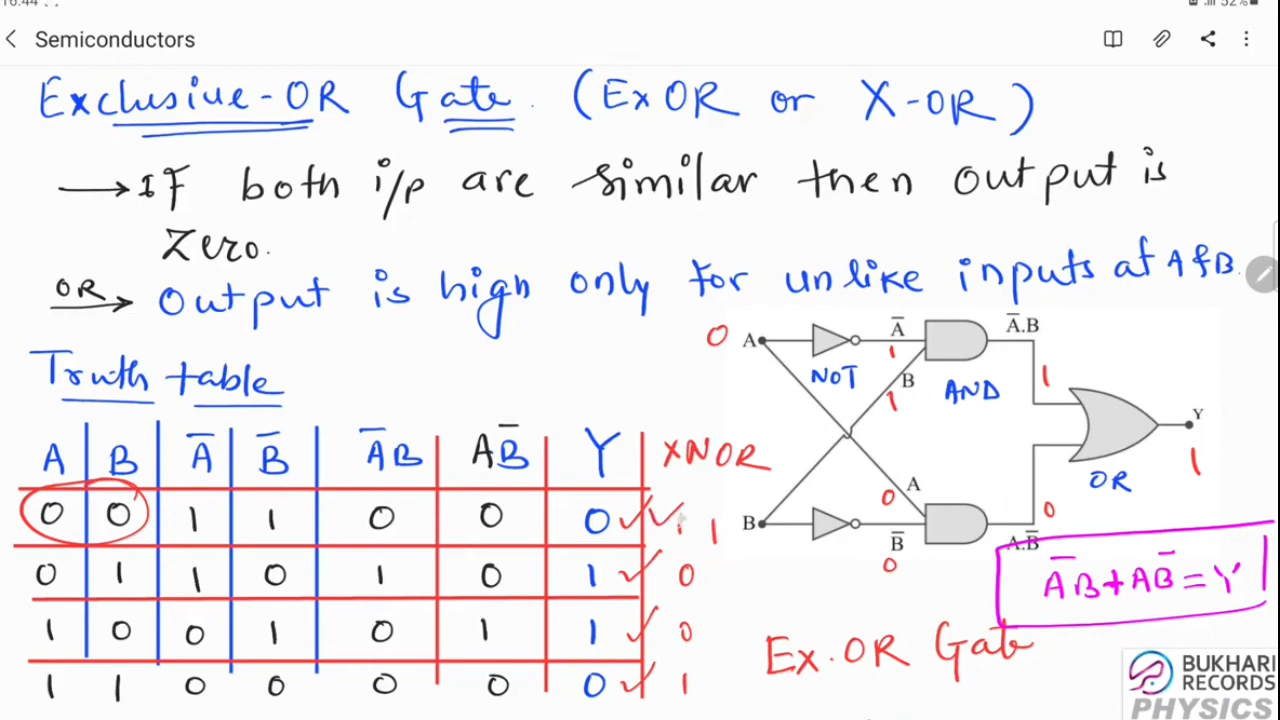 16:44
52%
Semiconductors
Exclusive-OR Gate. (ExOR or X-OR)
→ IF both i/p are similar then output is
Zero.
OR → Output is high only for unlike inputs at A & B.
Truth table
A B A̅ B̅ A̅B AB̅ Y XNOR
0 0 1 1 0 0 0 ✓✓ 1
0 1 1 0 1 0 1 ✓ 0
1 0 0 1 0 1 1 ✓ 0
1 1 0 0 0 0 0 ✓ 1
0 A A̅ A̅.B
NOT 1 B 1 AND 1
Y
OR 1
0 A 0
B B̅ A.B̅
0
A̅B+AB̅=Y
Ex.OR Gate
BUKHARI
RECORDS
PHYSICS